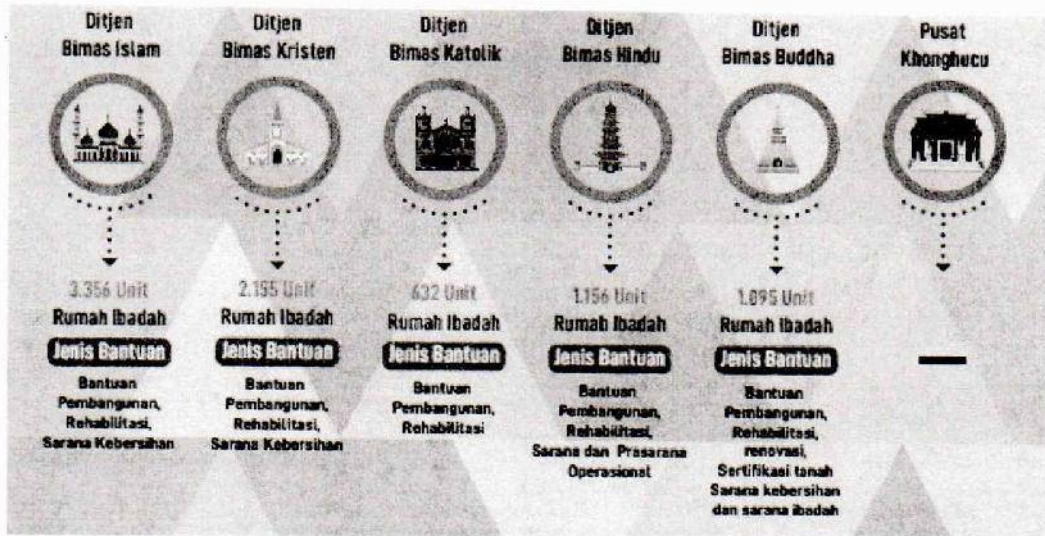 Ditjen
Bimas Islam
3.356 Unit
Rumah Ibadah
Jenis Bantuan
Bantuan
Pembangunan,
Rehabilitasi,
Sarana Kebersihan
Ditjen
Bimas Kristen
2.155 Unit
Rumah Ibadah
Jenis Bantuan
Bantuan
Pembangunan,
Rehabilitasi,
Sarana Kebersihan
Ditjen
Bimas Katolik
632 Unit
Rumah Ibadah
Jenis Bantuan
Bantuan
Pembangunan,
Rehabilitasi
Ditjen
Bimas Hindu
1.156 Unit
Rumah Ibadah
Jenis Bantuan
Bantuan
Pembangunan,
Rehabilitasi,
Sarana dan Prasarana
Operasional
Ditjen
Bimas Buddha
1.095 Unit
Rumah Ibadah
Jenis Bantuan
Bantuan
Pembangunan,
Rehabilitasi,
renovasi,
Sertifikasi tanah
Sarana kebersihan
dan sarana ibadah
Pusat
Khonghucu
—